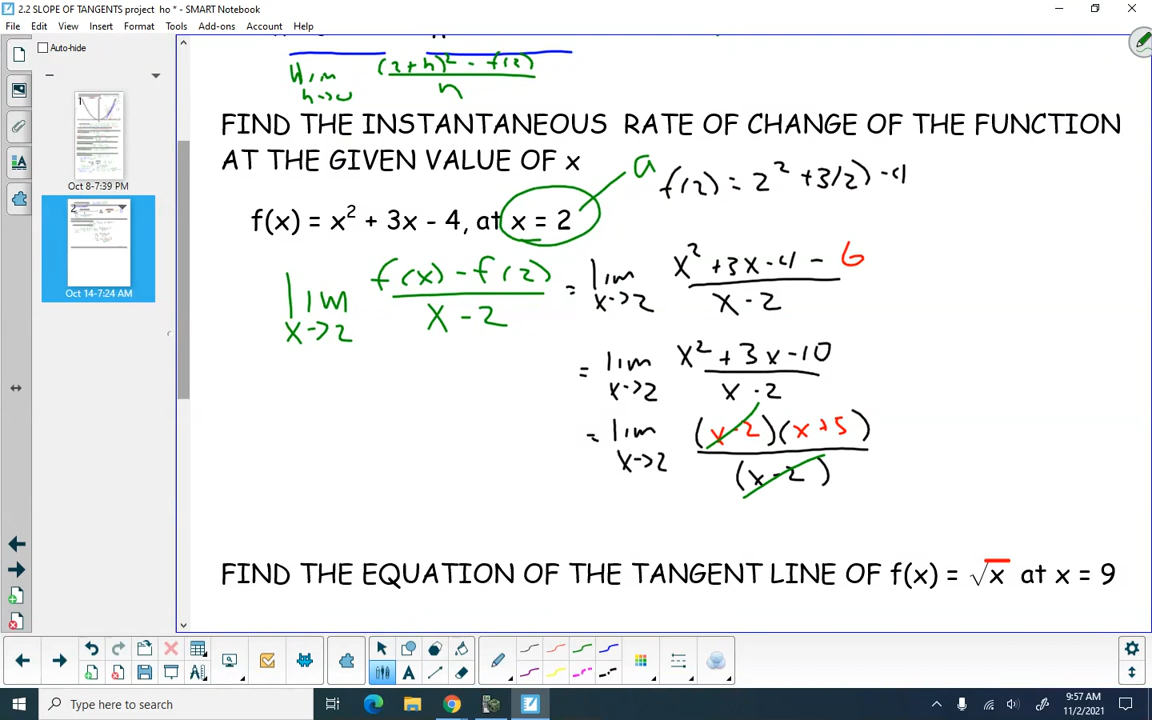 2.2 SLOPE OF TANGENTS project ho * - SMART Notebook
File Edit View Insert Format Tools Add-ons Account Help
Auto-hide
1
Oct 8-7:39 PM
2
Oct 14-7:24 AM
lim (2+h)² - f(2)
h
FIND THE INSTANTANEOUS RATE OF CHANGE OF THE FUNCTION
AT THE GIVEN VALUE OF x
a
f(2) = 2² + 3(2) - 4
f(x) = x² + 3x - 4, at x = 2
lim x→2 f(x) - f(2) / x - 2 = lim x→2 x² + 3x - 4 - 6 / x - 2
= lim x→2 x² + 3x - 10 / x - 2
= lim x→2 (x - 2)(x + 5) / (x - 2)
FIND THE EQUATION OF THE TANGENT LINE OF f(x) = √x at x = 9
Type here to search
9:57 AM
11/2/2021